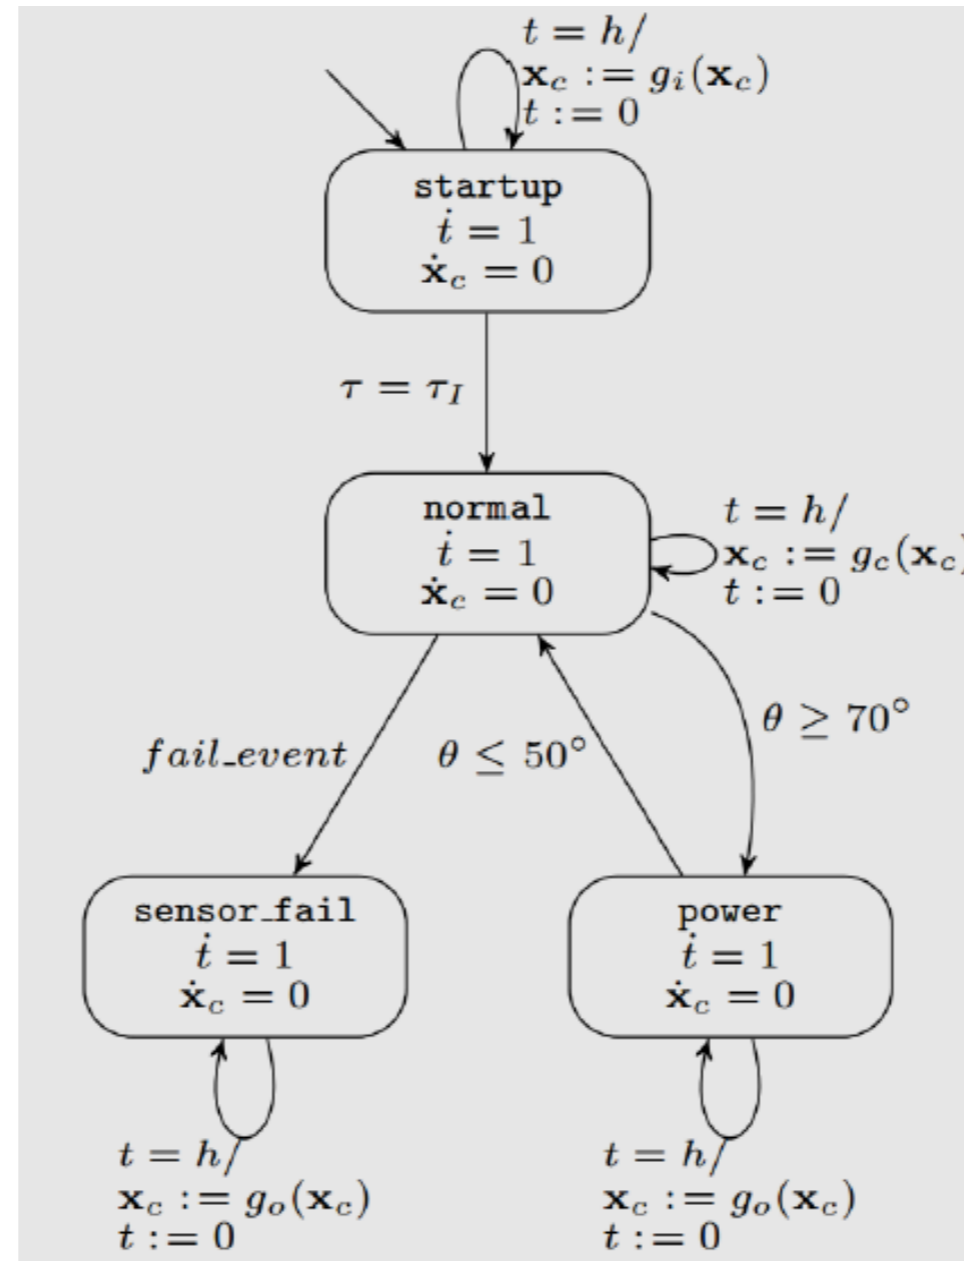 t = h/
𝐱_c := g_i(𝐱_c)
t := 0
startup
ṫ = 1
𝐱̇_c = 0
τ = τ_I
normal
ṫ = 1
𝐱̇_c = 0
t = h/
𝐱_c := g_c(𝐱_c)
t := 0
θ ≥ 70°
fail_event
θ ≤ 50°
sensor_fail
ṫ = 1
𝐱̇_c = 0
power
ṫ = 1
𝐱̇_c = 0
t = h/
𝐱_c := g_o(𝐱_c)
t := 0
t = h/
𝐱_c := g_o(𝐱_c)
t := 0